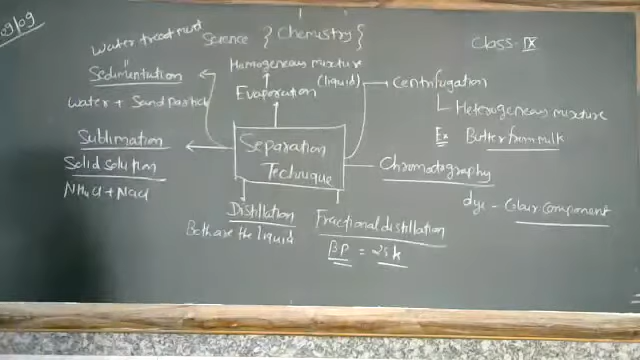 09/09
Science { Chemistry }
Class-IX
Water treatment
Sedimentation
Water + Sand particle
Homogeneous mixture
(liquid)
Evaporation
Centrifugation
Heterogeneous mixture
Ex Butter from milk
Sublimation
Solid solution
NH4Cl + NaCl
Separation
Technique
Chromatography
dye - Colour component
Distillation
Both are the liquid
Fractional distillation
BP = 25k